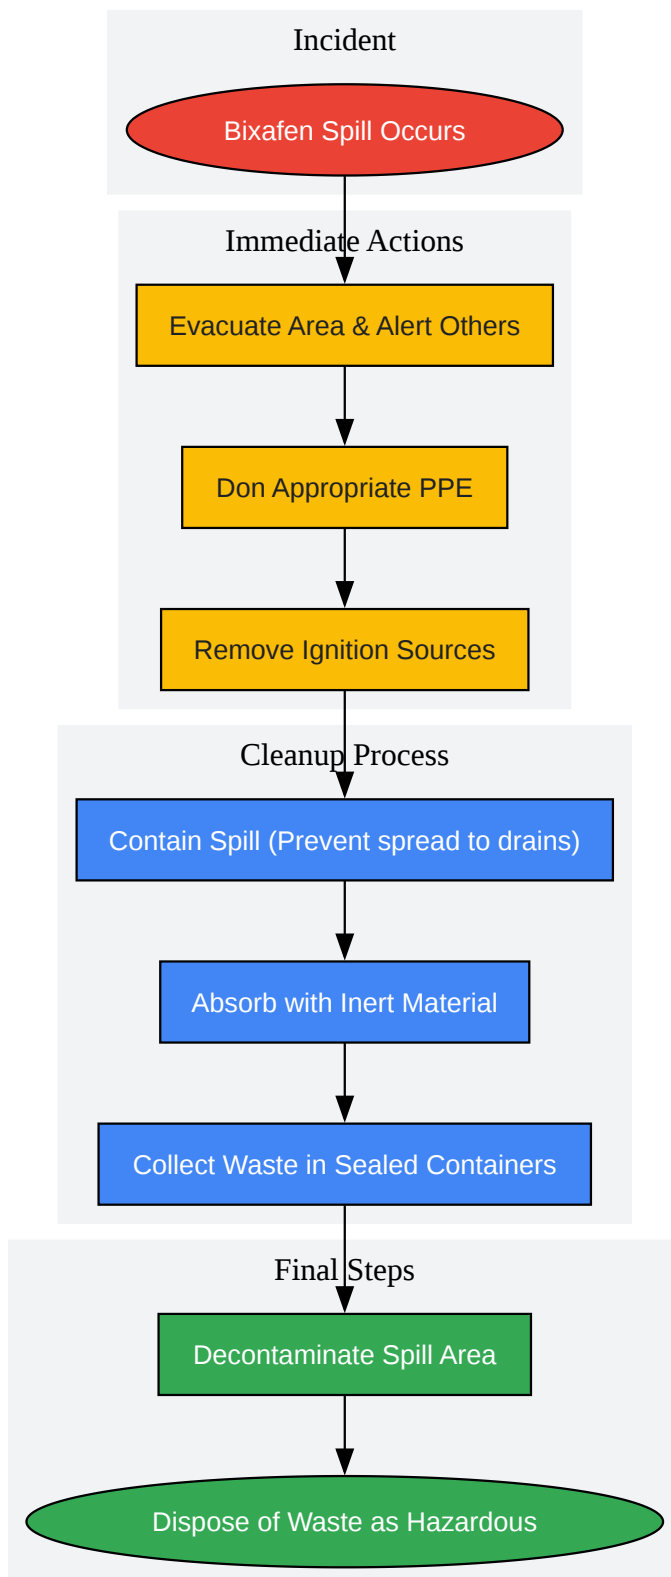 Incident
Bixafen Spill Occurs
Immediate Actions
Evacuate Area & Alert Others
Don Appropriate PPE
Remove Ignition Sources
Cleanup Process
Contain Spill (Prevent spread to drains)
Absorb with Inert Material
Collect Waste in Sealed Containers
Final Steps
Decontaminate Spill Area
Dispose of Waste as Hazardous